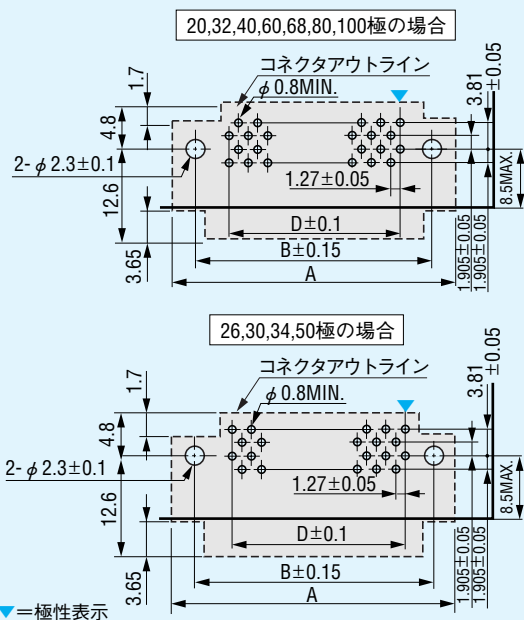 20,32,40,60,68,80,100極の場合
コネクタアウトライン
φ0.8MIN.
1.7
4.8
3.81
±0.05
2-φ2.3±0.1
1.27±0.05
12.6
8.5MAX.
D±0.1
B±0.15
A
3.65
1.905±0.05
1.905±0.05
26,30,34,50極の場合
コネクタアウトライン
φ0.8MIN.
1.7
4.8
3.81
±0.05
2-φ2.3±0.1
1.27±0.05
12.6
8.5MAX.
D±0.1
B±0.15
A
3.65
1.905±0.05
1.905±0.05
▼=極性表示